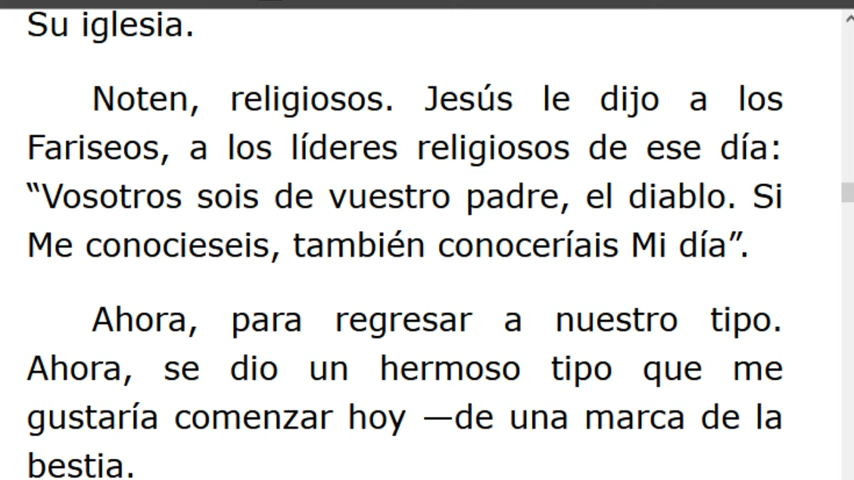 Su iglesia.
Noten, religiosos. Jesús le dijo a los
Fariseos, a los líderes religiosos de ese día:
“Vosotros sois de vuestro padre, el diablo. Si
Me conocieseis, también conoceríais Mi día”.
Ahora, para regresar a nuestro tipo.
Ahora, se dio un hermoso tipo que me
gustaría comenzar hoy —de una marca de la
bestia.